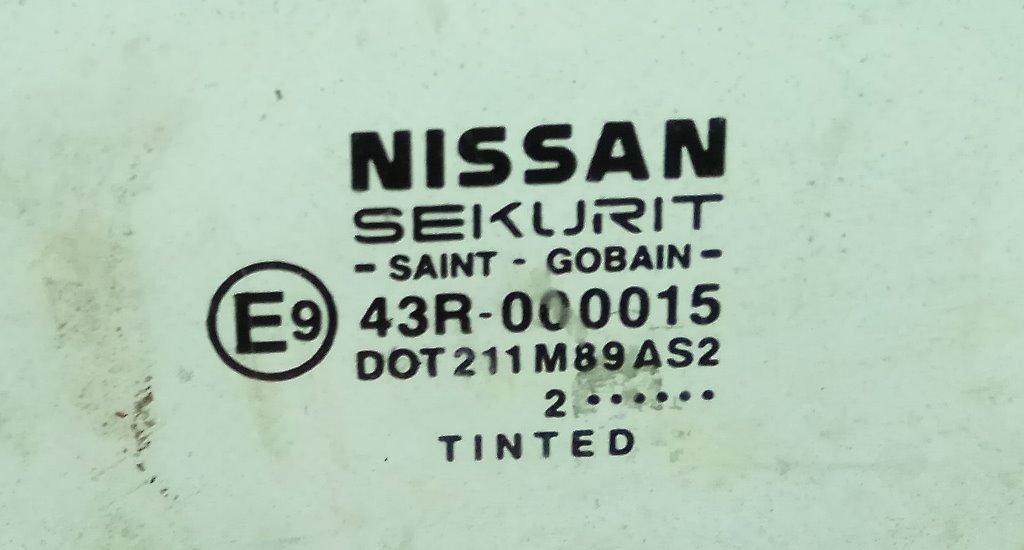 NISSAN
SEKURIT
- SAINT - GOBAIN -
E9
43R-000015
DOT 211 M89 AS2
2 ••••••
TINTED